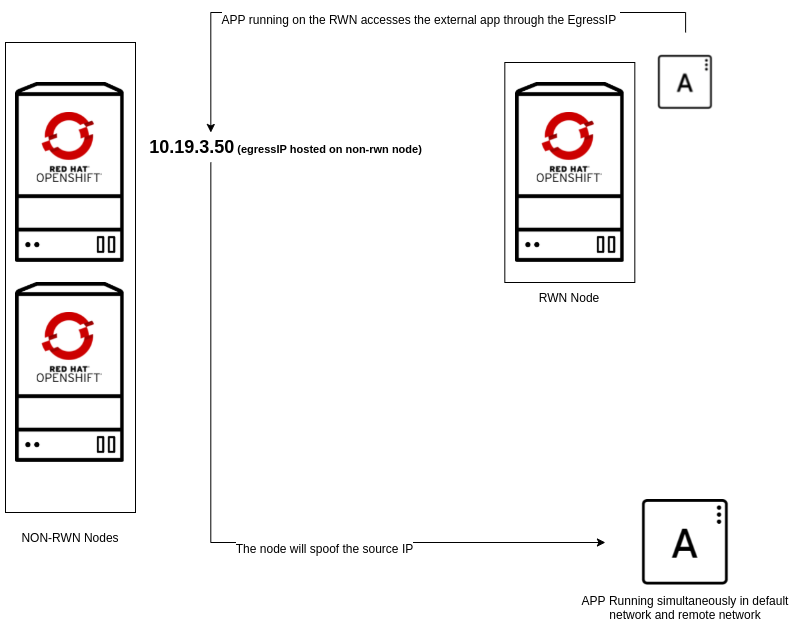 APP running on the RWN accesses the external app through the EgressIP
A
RED HAT
OPENSHIFT
10.19.3.50 (egressIP hosted on non-rwn node)
RED HAT
OPENSHIFT
RWN Node
RED HAT
OPENSHIFT
NON-RWN Nodes
The node will spoof the source IP
A
APP Running simultaneously in default
network and remote network